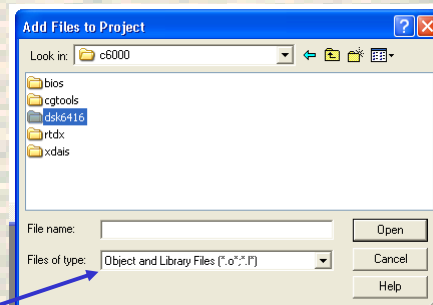 Add Files to Project
Look in: c6000
bios
cgtools
dsk6416
rtdx
xdais
File name: Open
Files of type: Object and Library Files (*.o*;*.l*) Cancel
Help